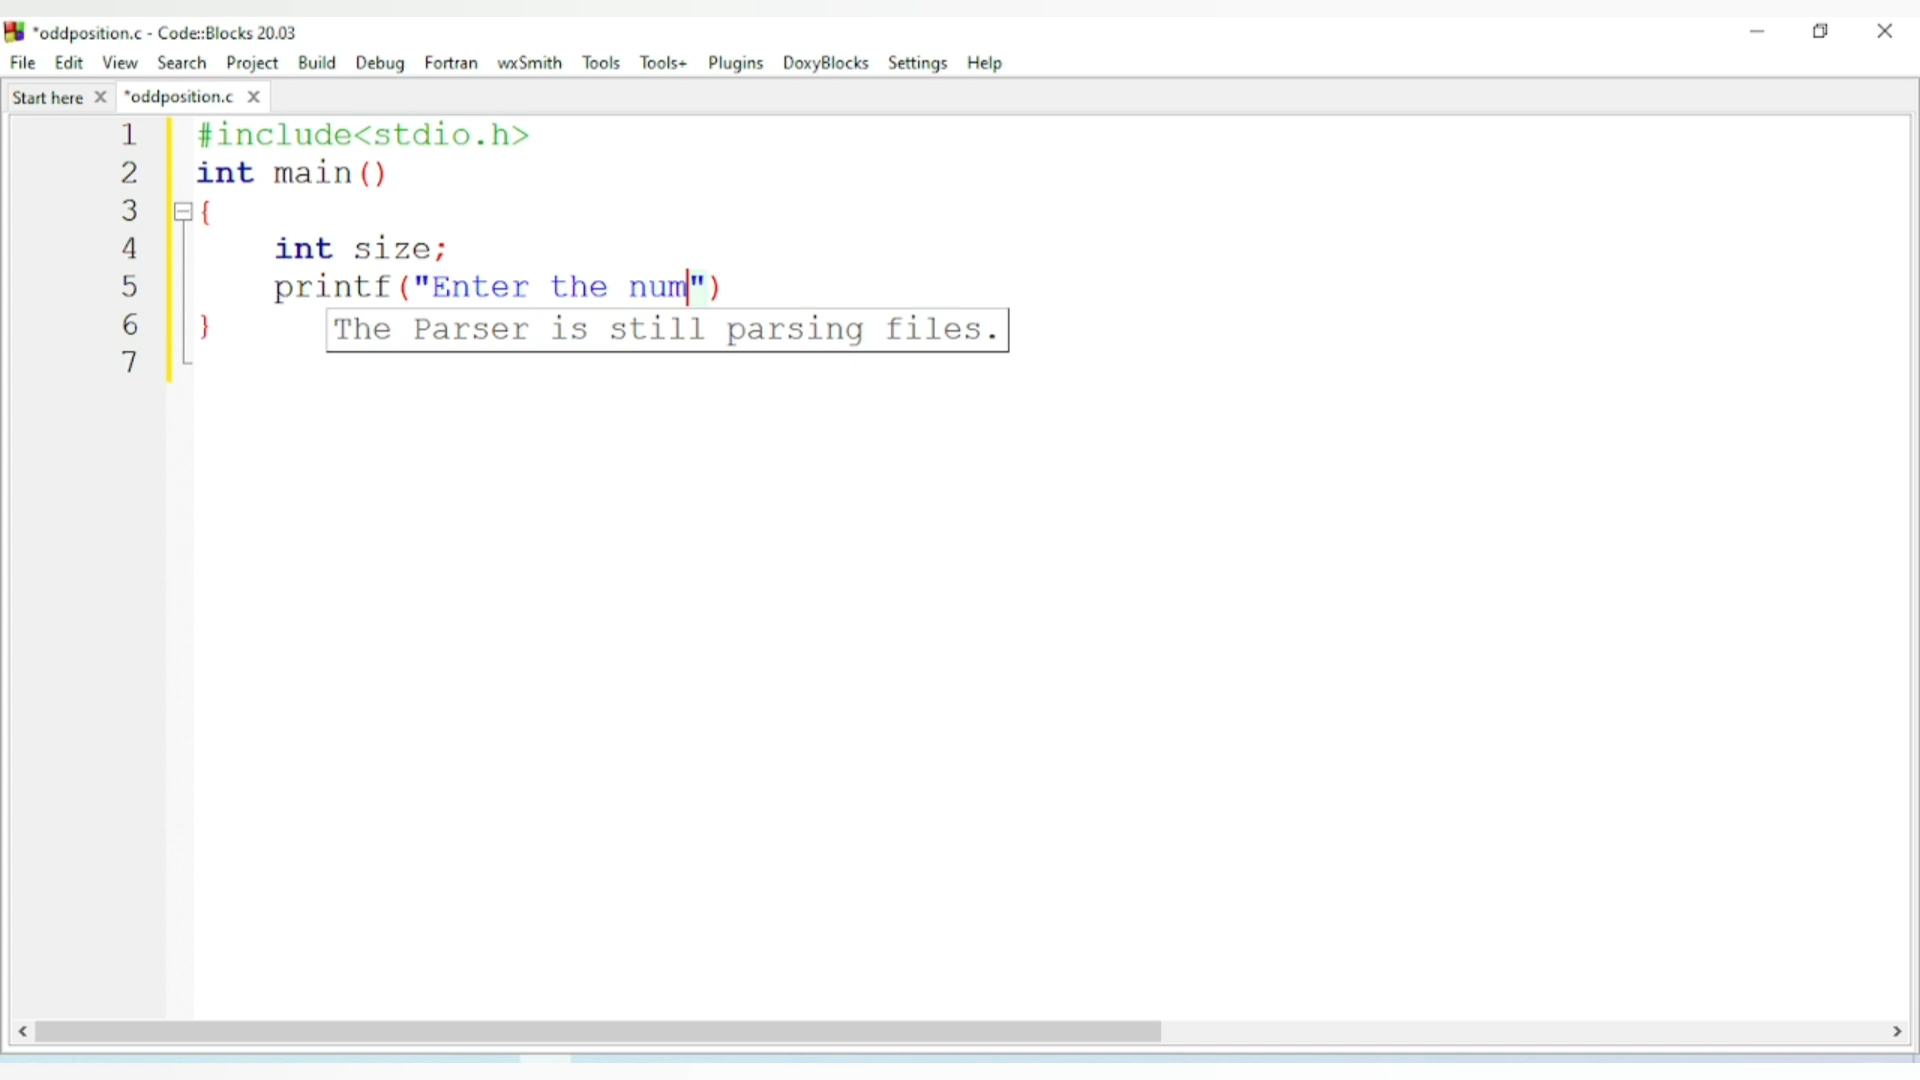 *oddposition.c - Code::Blocks 20.03
File Edit View Search Project Build Debug Fortran wxSmith Tools Tools+ Plugins DoxyBlocks Settings Help
Start here *oddposition.c
1 #include<stdio.h>
2 int main()
3 {
4 int size;
5 printf("Enter the num")
6 }
The Parser is still parsing files.
7